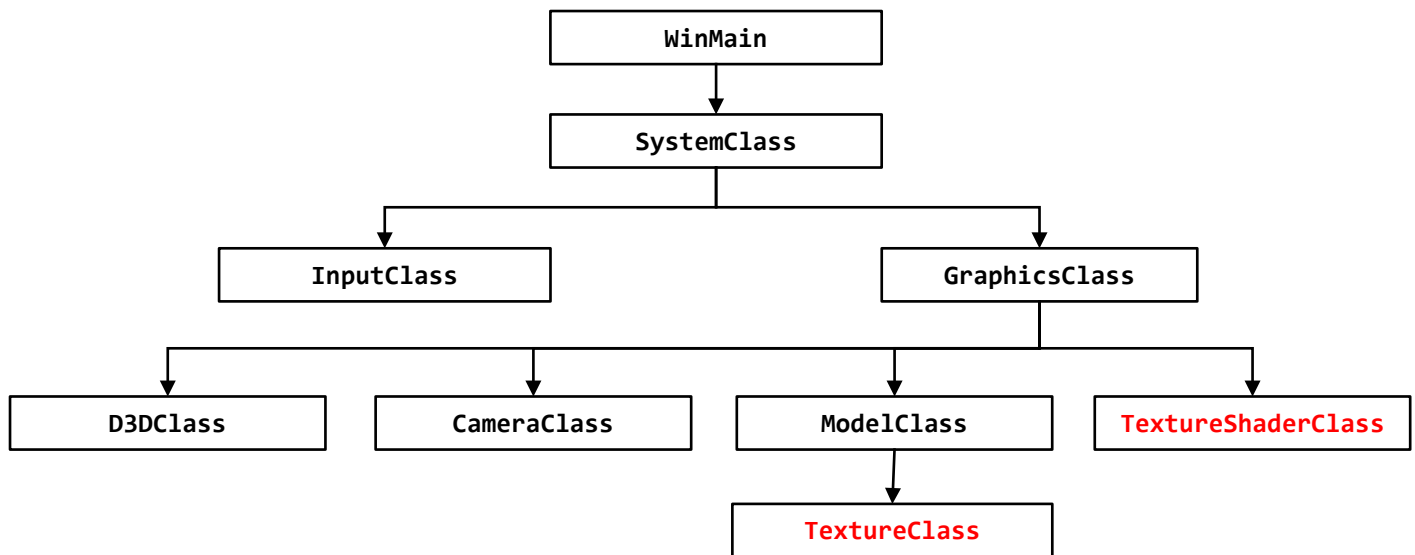 WinMain
SystemClass
InputClass
GraphicsClass
D3DClass
CameraClass
ModelClass
TextureShaderClass
TextureClass